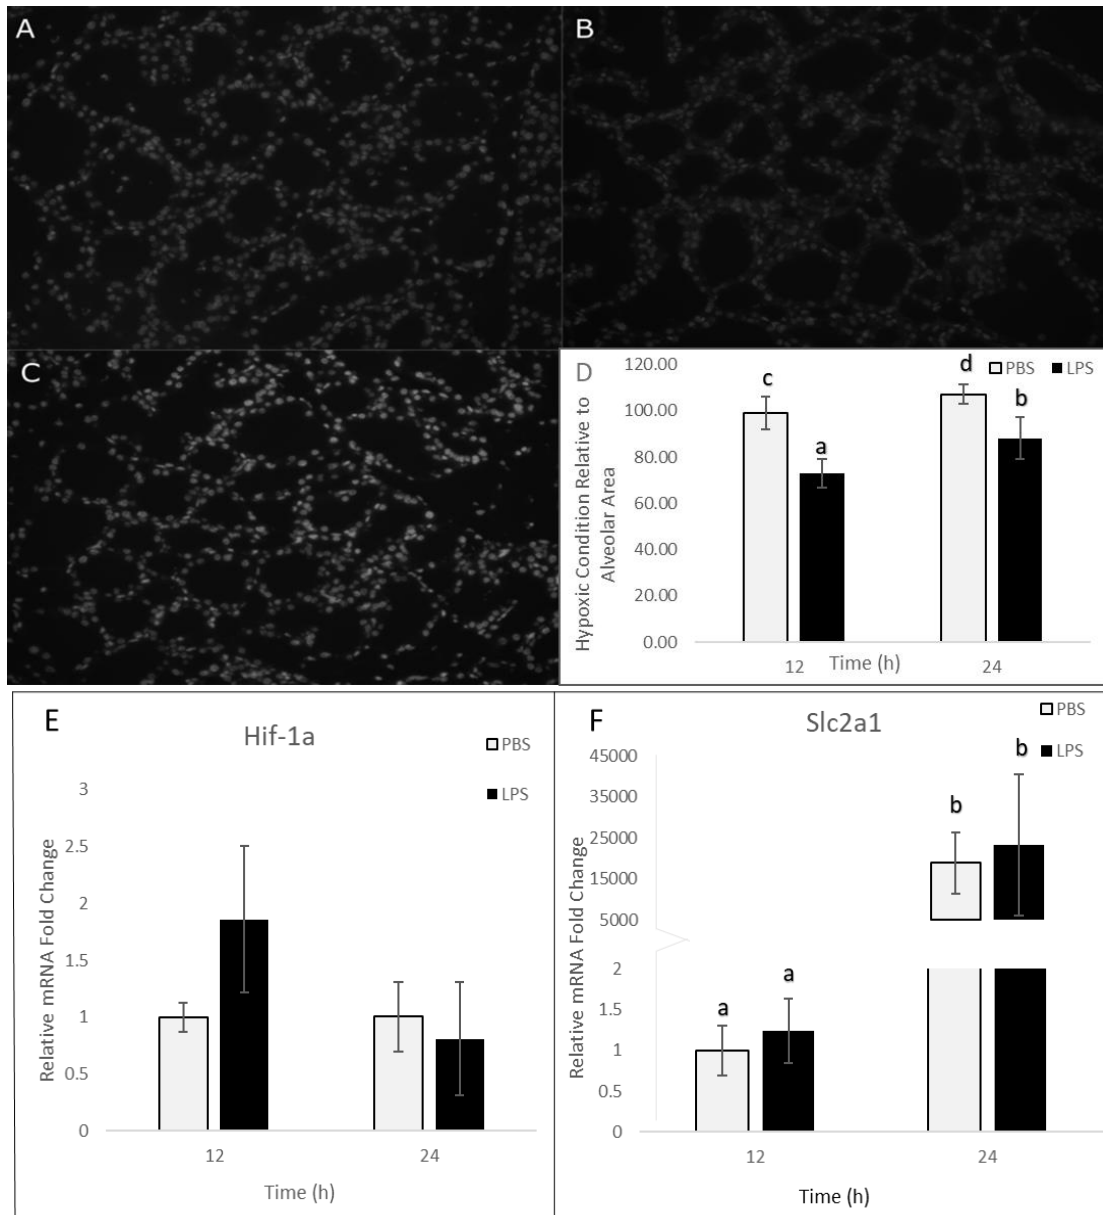 A
B
C
D
PBS LPS
120.00
100.00
80.00
60.00
40.00
20.00
0.00
Hypoxic Condition Relative to
Alveolar Area
c
a
d
b
12
24
Time (h)
E
Hif-1a
PBS
LPS
3
2.5
2
1.5
1
0.5
0
Relative mRNA Fold Change
12
24
Time (h)
F
Slc2a1
PBS
LPS
45000
35000
25000
15000
5000
2
1.5
1
0.5
0
Relative mRNA Fold Change
a
a
b
b
12
24
Time (h)